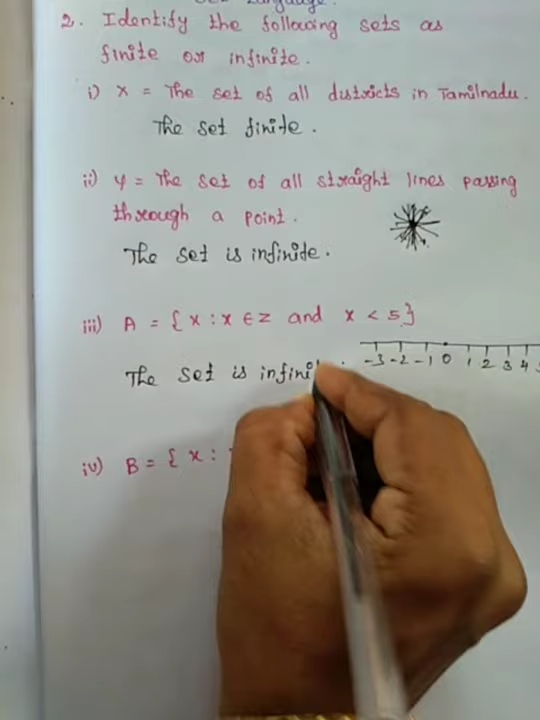 Language.
2. Identify the following sets as
finite or infinite.
i) X = The set of all districts in Tamilnadu.
The set finite.
ii) Y = The set of all straight lines passing
through a point.
The set is infinite.
iii) A = { x : x ∈ Z and x < 5 }
-3 -2 -1 0 1 2 3 4
The set is
iv) B = { x :